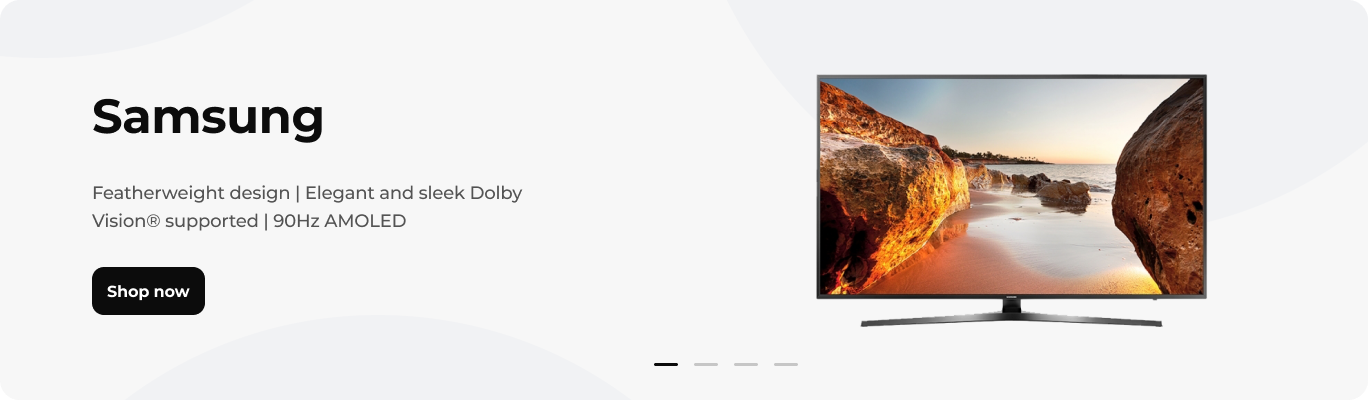 Samsung
Featherweight design | Elegant and sleek Dolby
Vision® supported | 90Hz AMOLED
Shop now